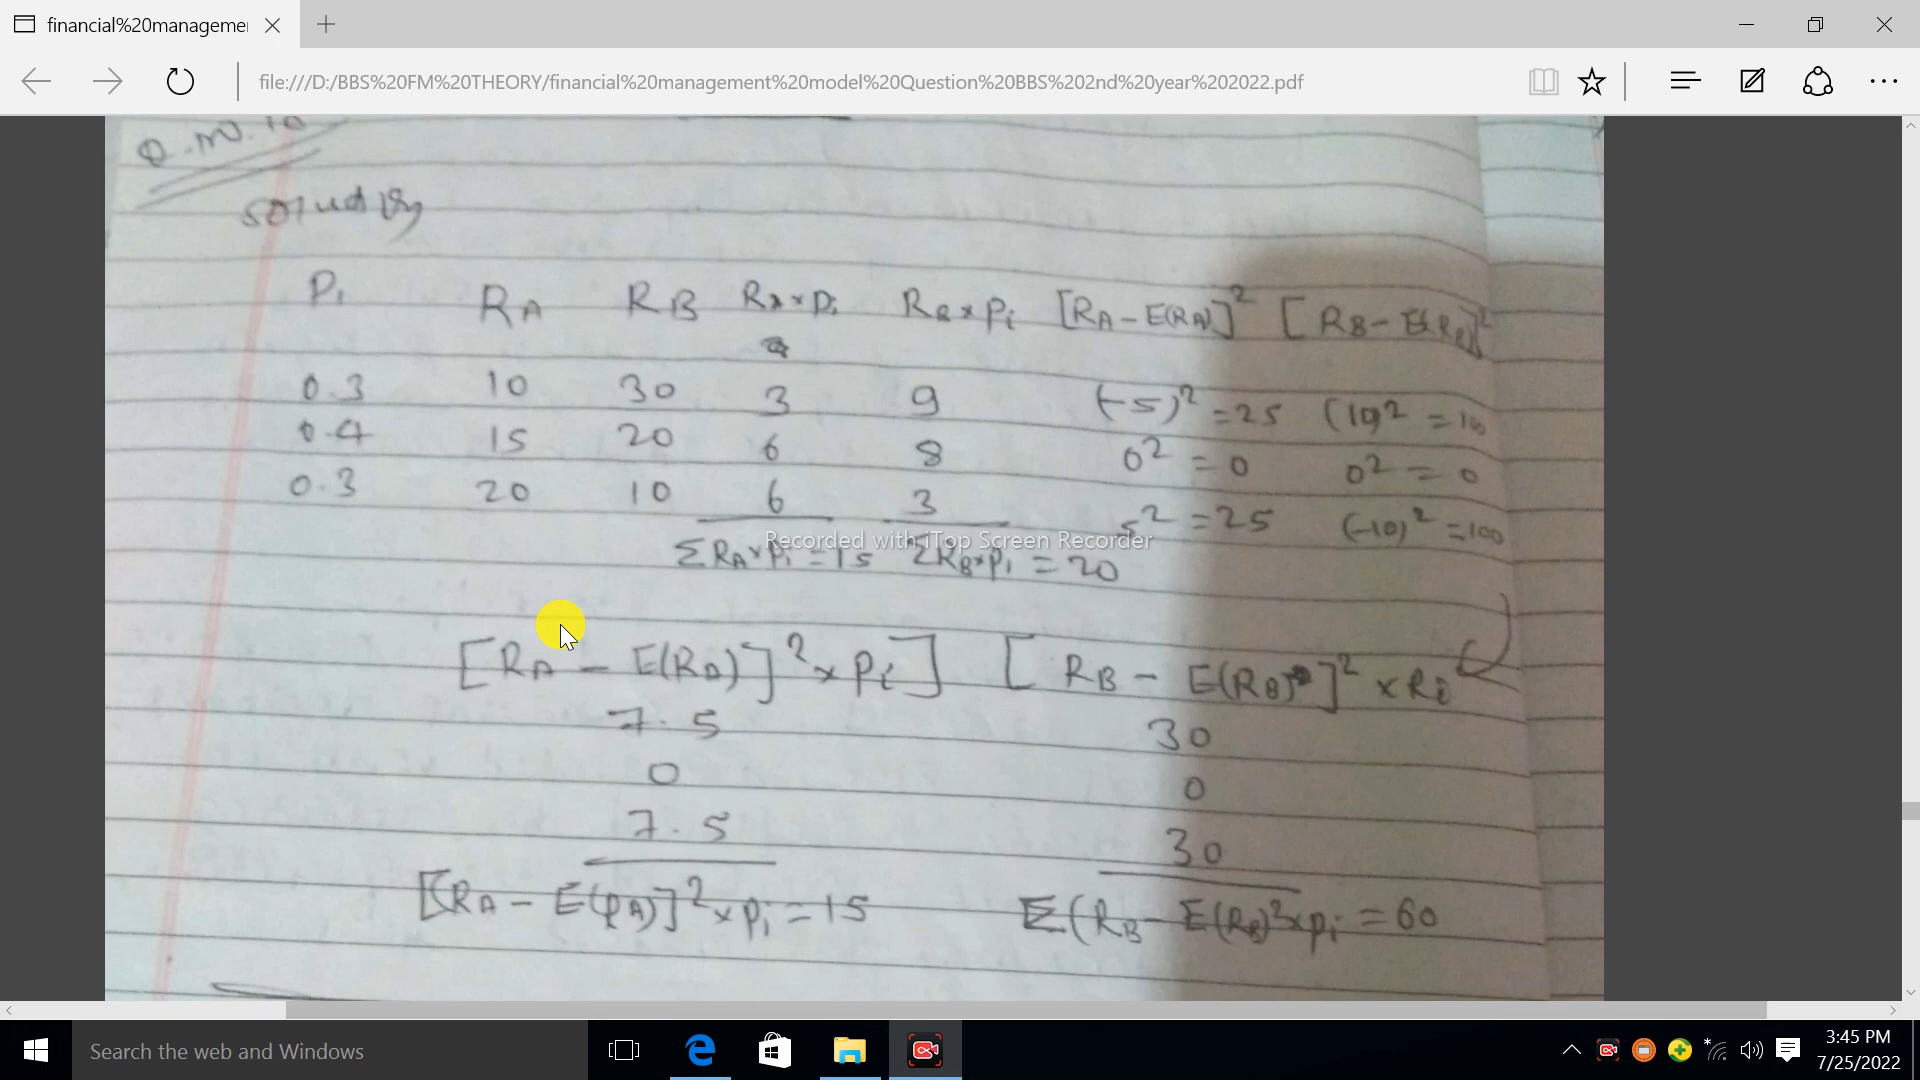 financial%20manageme
file:///D:/BBS%20FM%20THEORY/financial%20management%20model%20Question%20BBS%202nd%20year%202022.pdf
Q.NO.10
Pi RA RB RA×Pi RB×Pi [RA-E(RA)]² [RB-E(RB)]²
0.3 10 30 3 9 (-5)²=25 (10)²=100
0.4 15 20 6 8 0²=0 0²=0
0.3 20 10 6 3 5²=25 (-10)²=100
Recorded with iTop Screen Recorder
ΣRA×Pi=15 ΣRB×Pi=20
[RA-E(RA)]²×Pi] [RB-E(RB)]²×Ri
7.5 30
0 0
7.5 30
[RA-E(RA)]²×Pi=15 Σ(RB-E(RB)²×Pi=60
Search the web and Windows
3:45 PM
7/25/2022